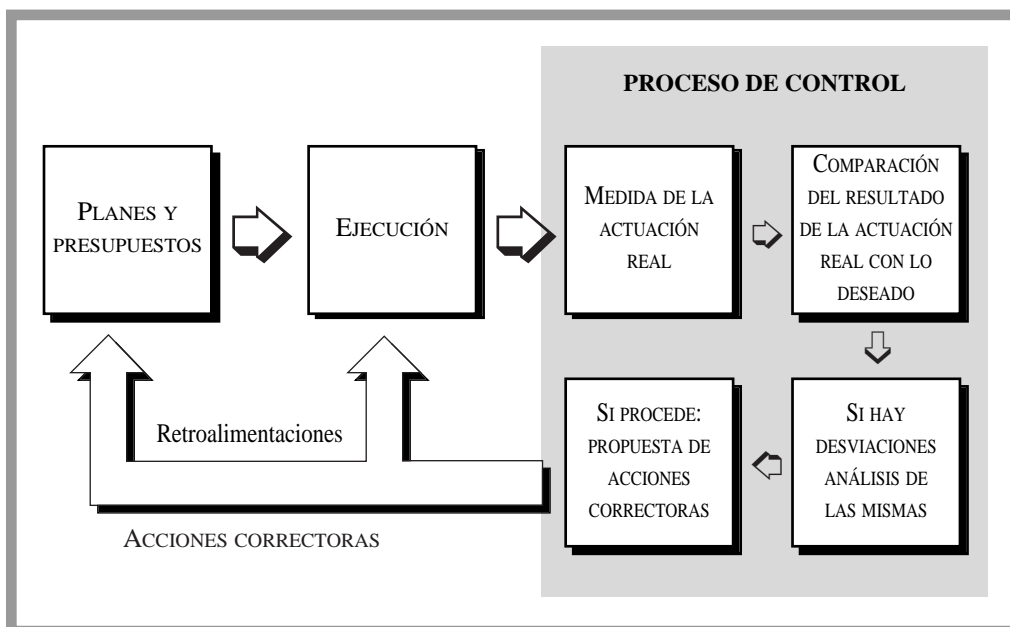 PROCESO DE CONTROL
PLANES Y
PRESUPUESTOS
EJECUCIÓN
MEDIDA DE LA
ACTUACIÓN
REAL
COMPARACIÓN
DEL RESULTADO
DE LA ACTUACIÓN
REAL CON LO
DESEADO
SI HAY
DESVIACIONES
ANÁLISIS DE
LAS MISMAS
SI PROCEDE:
PROPUESTA DE
ACCIONES
CORRECTORAS
Retroalimentaciones
ACCIONES CORRECTORAS